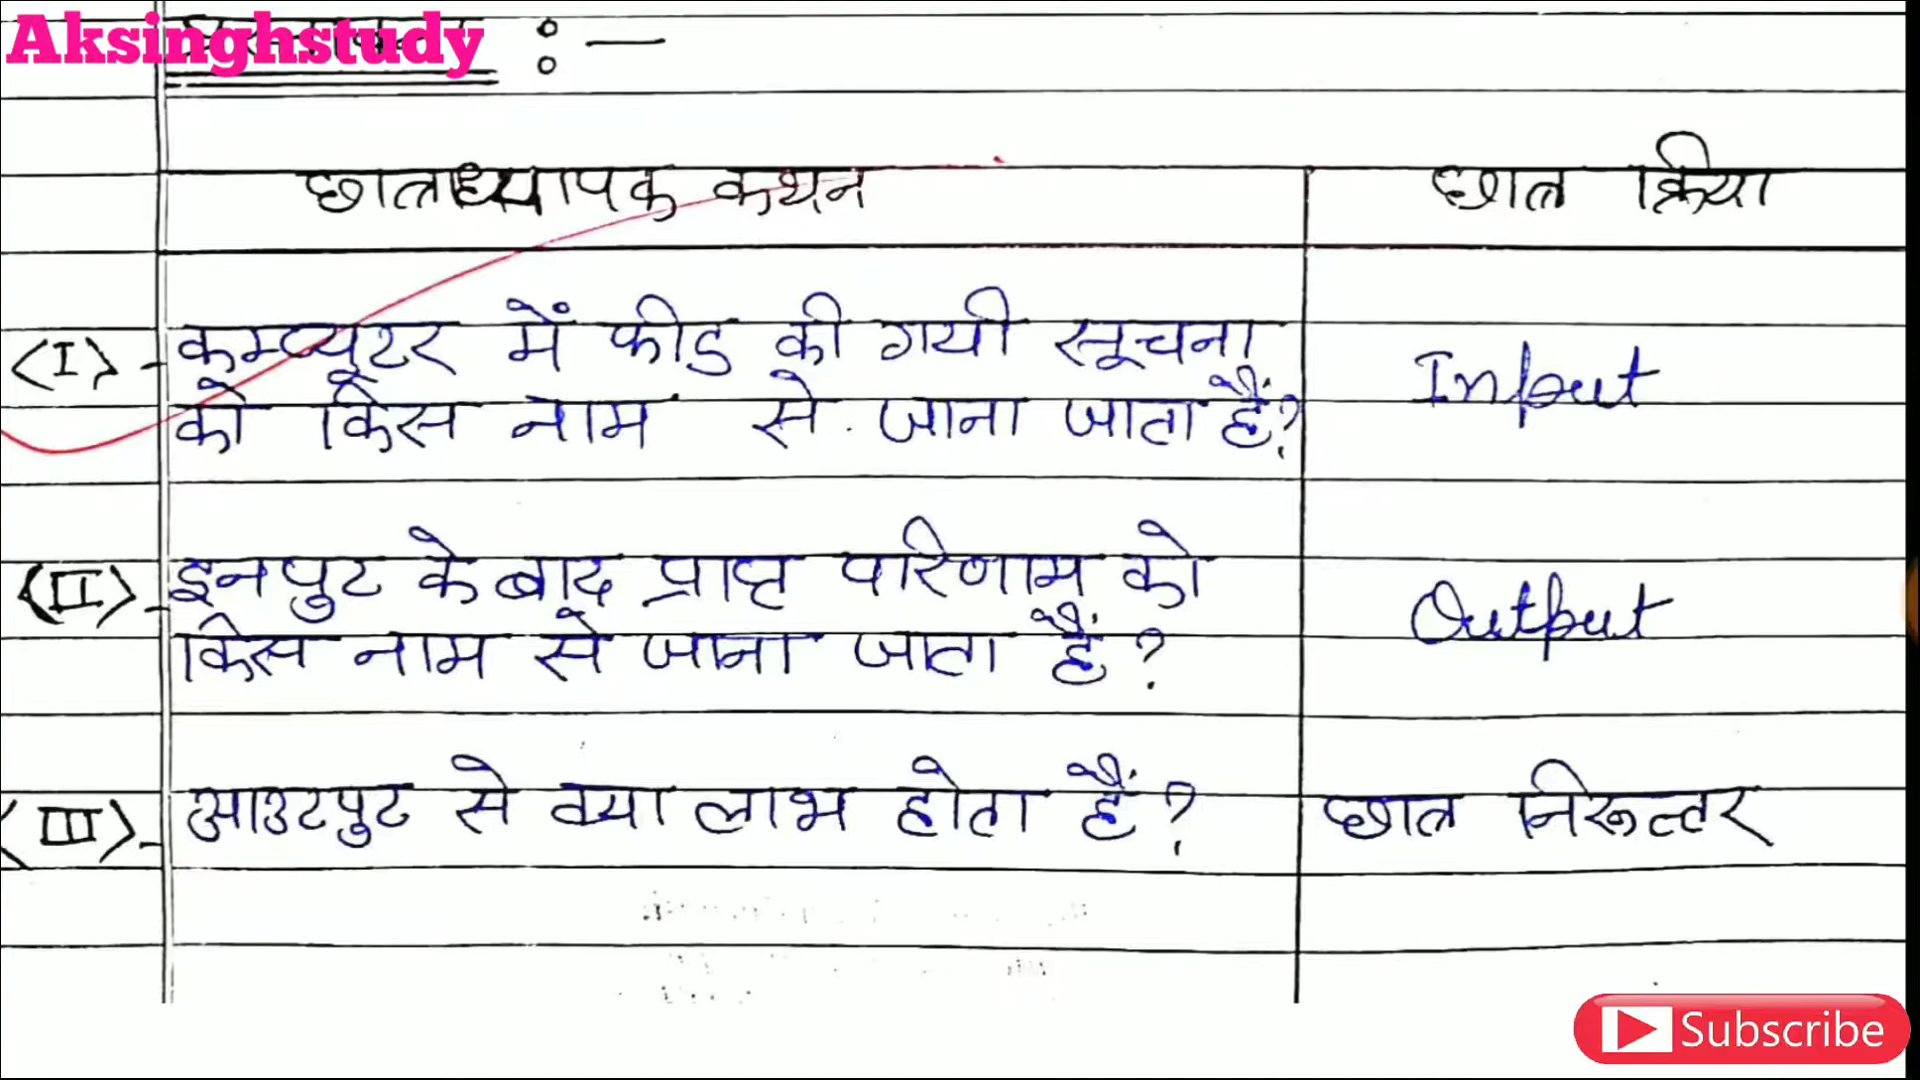 Aksinghstudy :-
छात्राध्यापक कथन छात्र क्रिया
(I)- कम्प्यूटर में फीड की गयी सूचना
को किस नाम से जाना जाता हैं? Input
(II)- इनपुट के बाद प्राप्त परिणाम को
किस नाम से जाना जाता हैं? Output
(III)- आउटपुट से क्या लाभ होता हैं? छात्र निरूत्तर
Subscribe